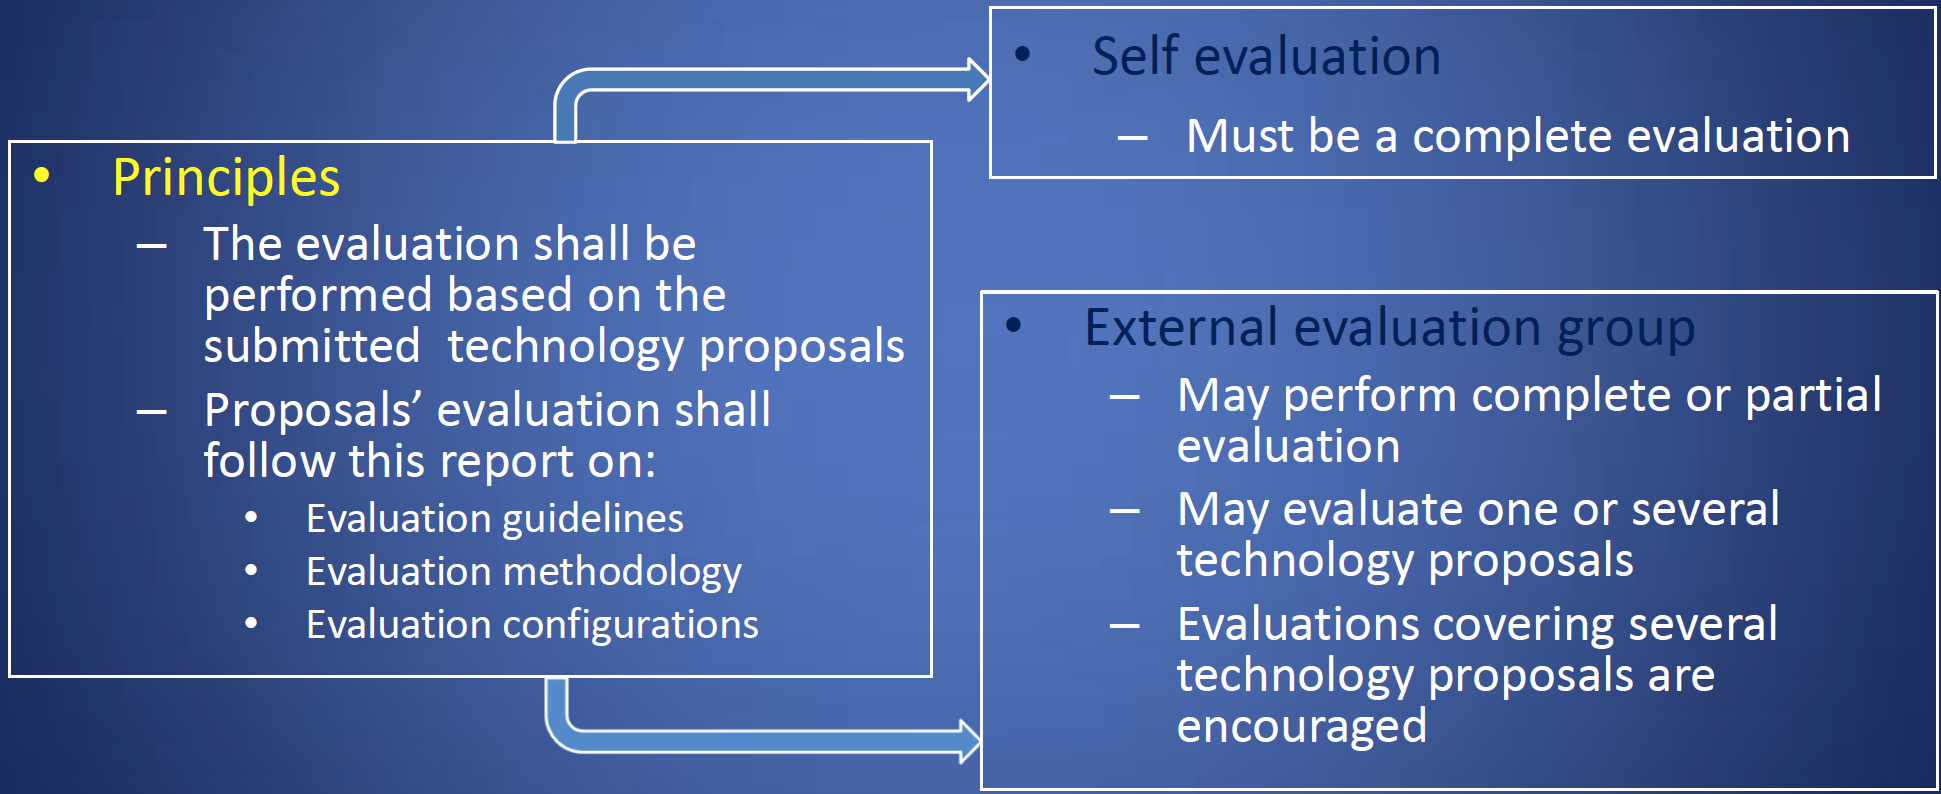 • Principles
– The evaluation shall be
performed based on the
submitted technology proposals
– Proposals’ evaluation shall
follow this report on:
• Evaluation guidelines
• Evaluation methodology
• Evaluation configurations
• Self evaluation
– Must be a complete evaluation
• External evaluation group
– May perform complete or partial
evaluation
– May evaluate one or several
technology proposals
– Evaluations covering several
technology proposals are
encouraged